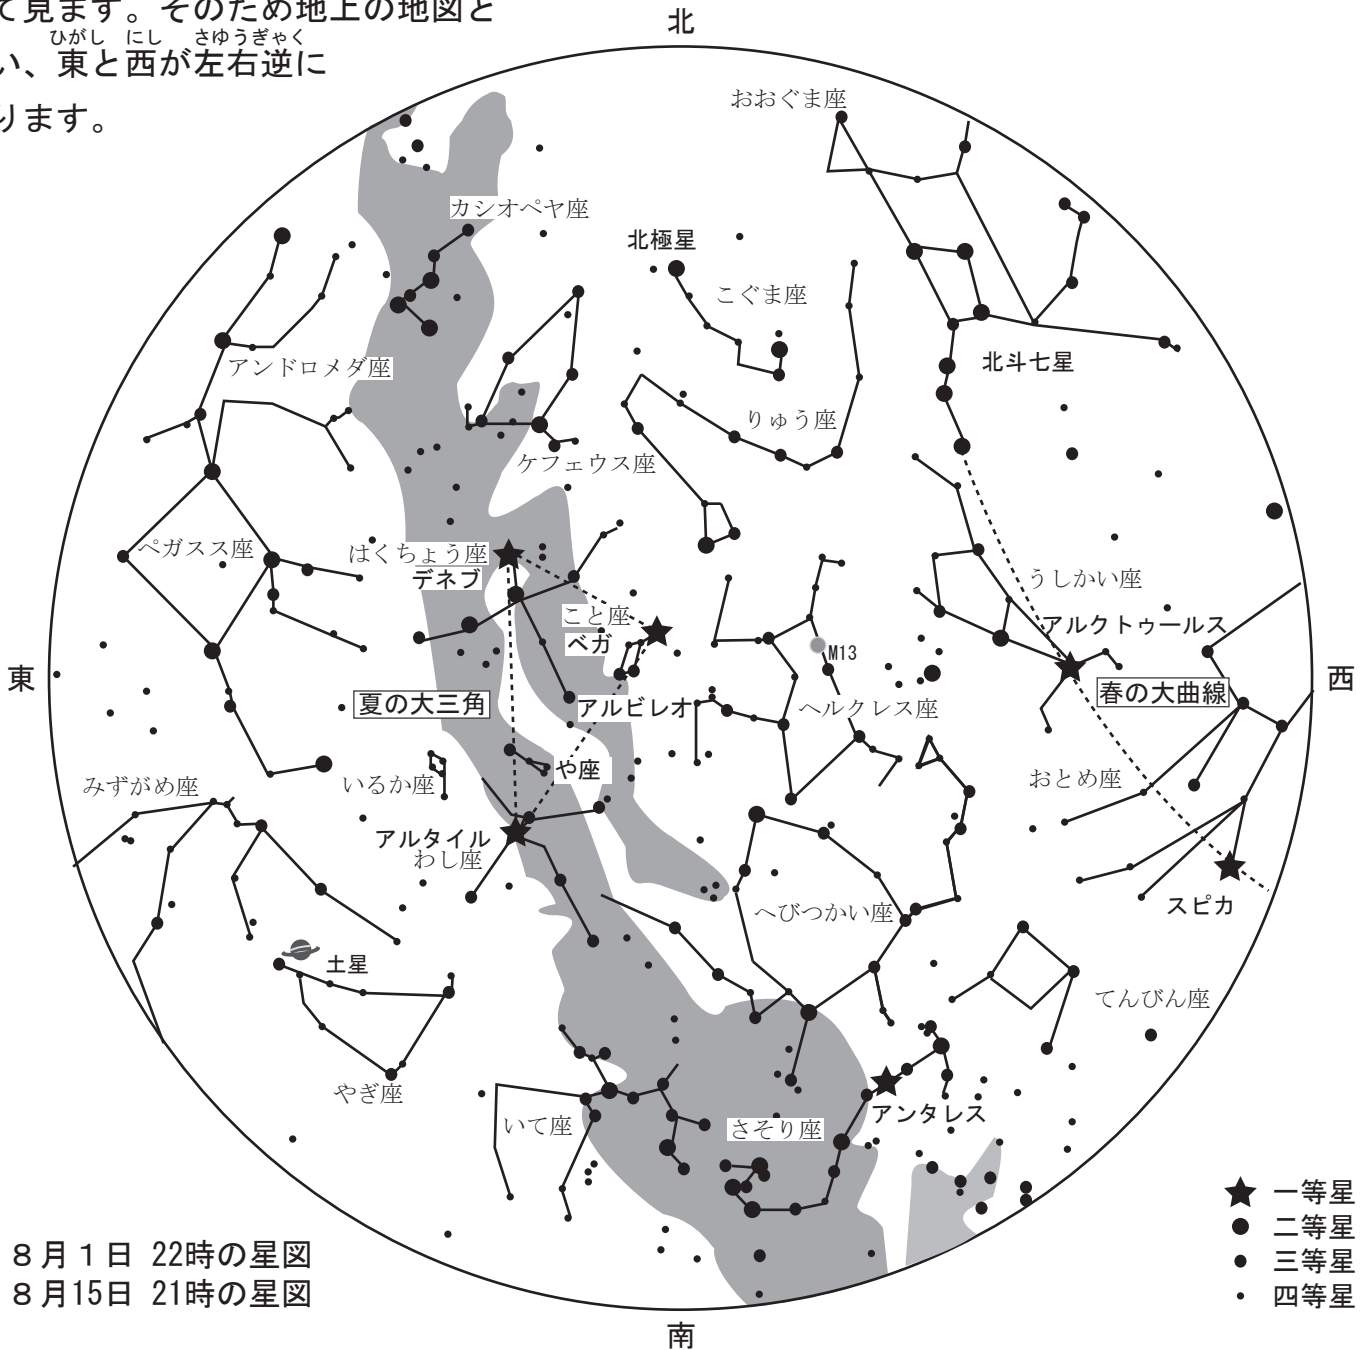 て見ます。そのため地上の地図と
ひがし にし さゆうぎゃく
い、東と西が左右逆に
ります。
北
おおぐま座
カシオペヤ座
北極星
こぐま座
アンドロメダ座
北斗七星
りゅう座
ケフェウス座
ペガスス座
はくちょう座
デネブ
うしかい座
こと座
ベガ
アルクトゥールス
M13
東
西
夏の大三角
アルビレオ
ヘルクレス座
春の大曲線
みずがめ座
いるか座
や座
おとめ座
アルタイル
わし座
へびつかい座
スピカ
土星
てんびん座
やぎ座
いて座
さそり座
アンタレス
一等星
二等星
三等星
四等星
８月１日 22時の星図
８月15日 21時の星図
南